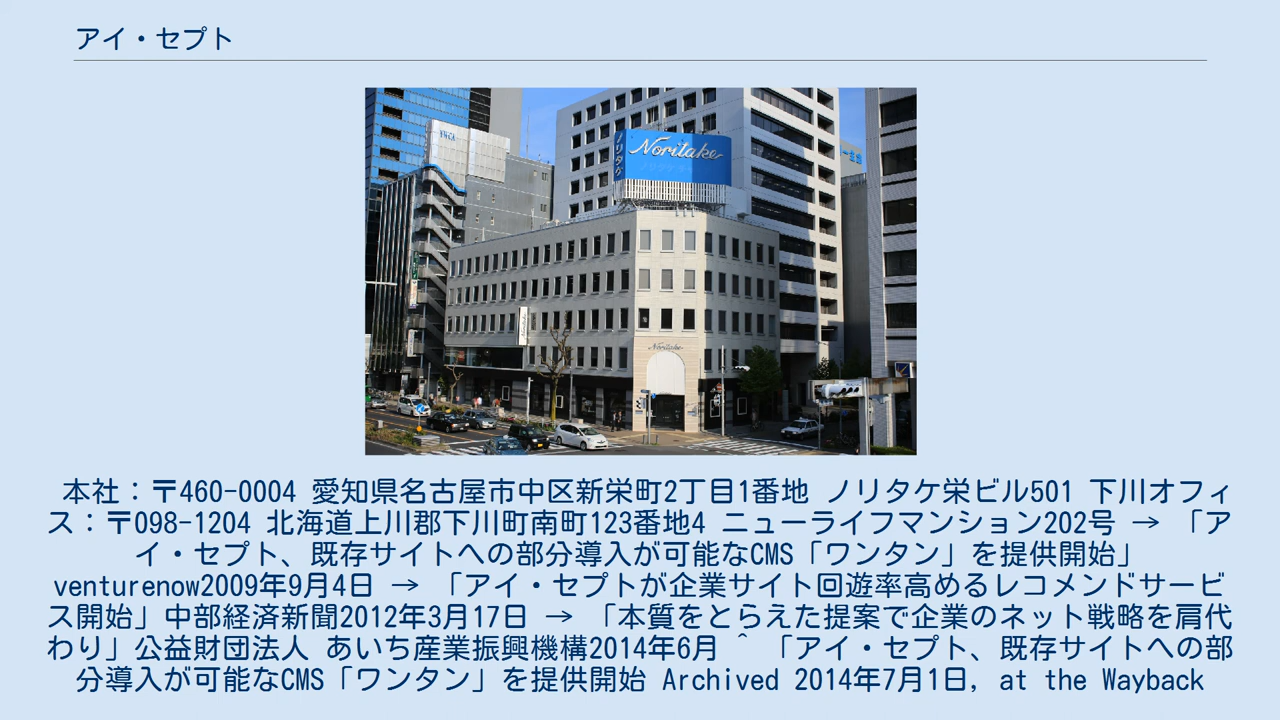 アイ・セプト
ノリタケ
Noritake
Noritake
本社：〒460-0004 愛知県名古屋市中区新栄町2丁目1番地 ノリタケ栄ビル501 下川オフィ
ス：〒098-1204 北海道上川郡下川町南町123番地4 ニューライフマンション202号 → 「ア
イ・セプト、既存サイトへの部分導入が可能なCMS「ワンタン」を提供開始」
venturenow2009年9月4日 → 「アイ・セプトが企業サイト回遊率高めるレコメンドサービ
ス開始」中部経済新聞2012年3月17日 → 「本質をとらえた提案で企業のネット戦略を肩代
わり」公益財団法人 あいち産業振興機構2014年6月 ^ 「アイ・セプト、既存サイトへの部
分導入が可能なCMS「ワンタン」を提供開始 Archived 2014年7月1日, at the Wayback